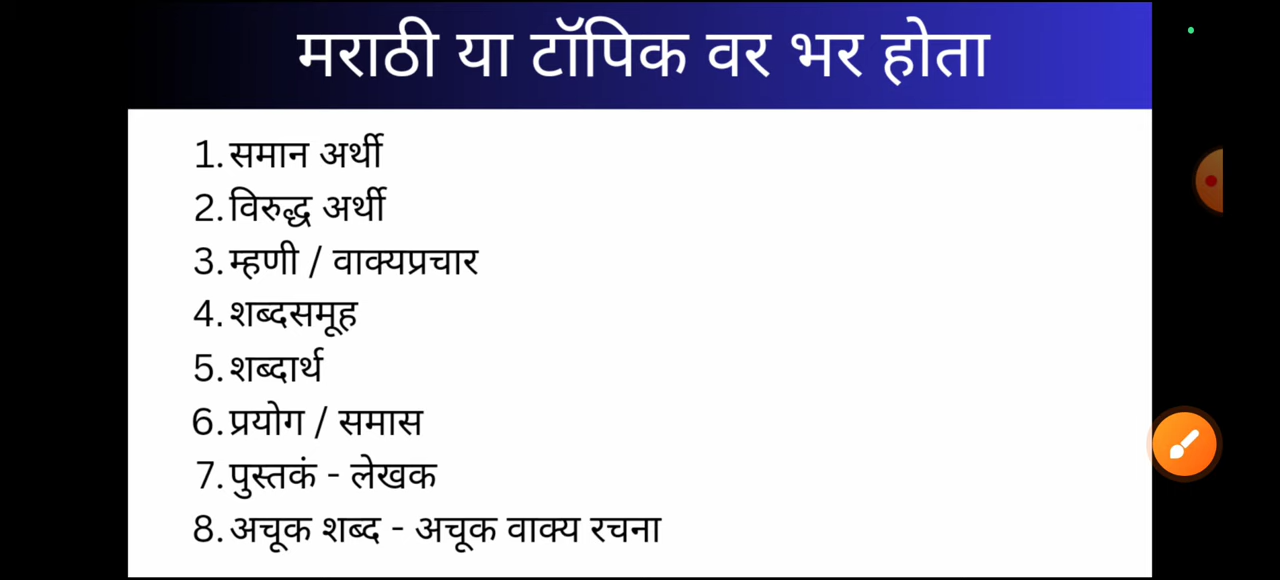 मराठी या टॉपिक वर भर होता
1. समान अर्थी
2. विरुद्ध अर्थी
3. म्हणी / वाक्यप्रचार
4. शब्दसमूह
5. शब्दार्थ
6. प्रयोग / समास
7. पुस्तकं - लेखक
8. अचूक शब्द - अचूक वाक्य रचना